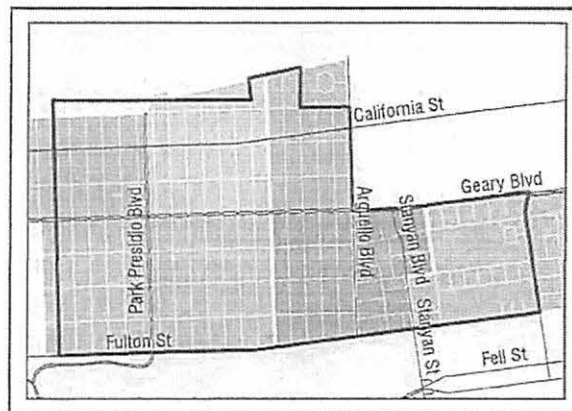 California St
Geary Blvd
Park Presidio Blvd
Arguello Blvd
Stanyan Blvd
Stanyan St
Fulton St
Fell St